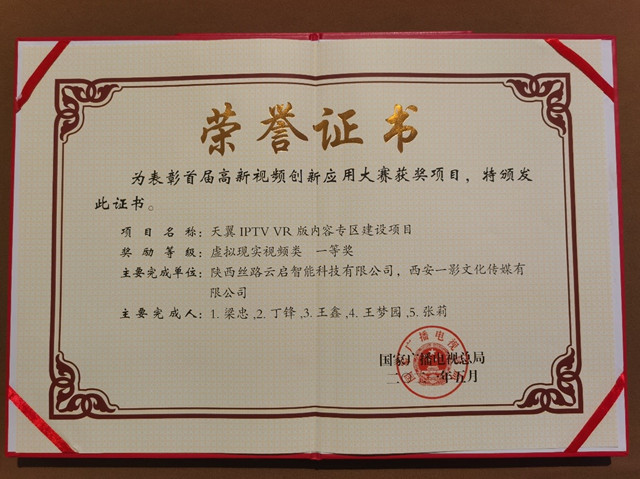 荣誉证书
为表彰首届高新视频创新应用大赛获奖项目，特颁发
此证书。
项目名称：天翼 IPTV VR 版内容专区建设项目
奖励等级：虚拟现实视频类 一等奖
主要完成单位：陕西丝路云启智能科技有限公司，西安一影文化传媒有
限公司
主要完成人：1. 梁忠 ,2. 丁锋 ,3. 王鑫 ,4. 王梦园 ,5. 张莉
国家广播电视总局
年五月